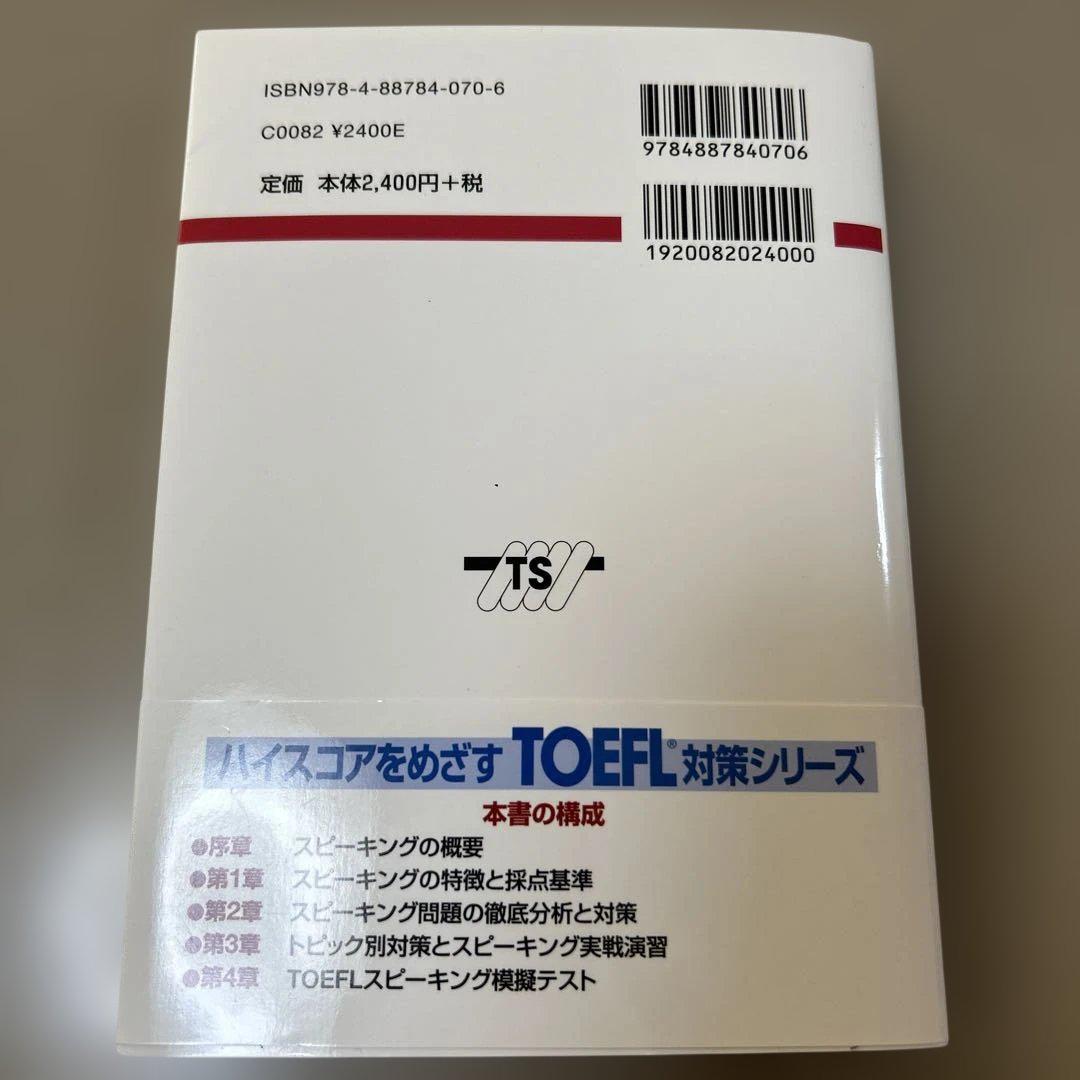 ISBN978-4-88784-070-6
C0082 ¥2400E
定価 本体2,400円+税
9784887840706
1920082024000
TS
ハイスコアをめざす TOEFL® 対策シリーズ
本書の構成
●序章 スピーキングの概要
●第1章 スピーキングの特徴と採点基準
●第2章 スピーキング問題の徹底分析と対策
●第3章 トピック別対策とスピーキング実戦演習
●第4章 TOEFLスピーキング模擬テスト